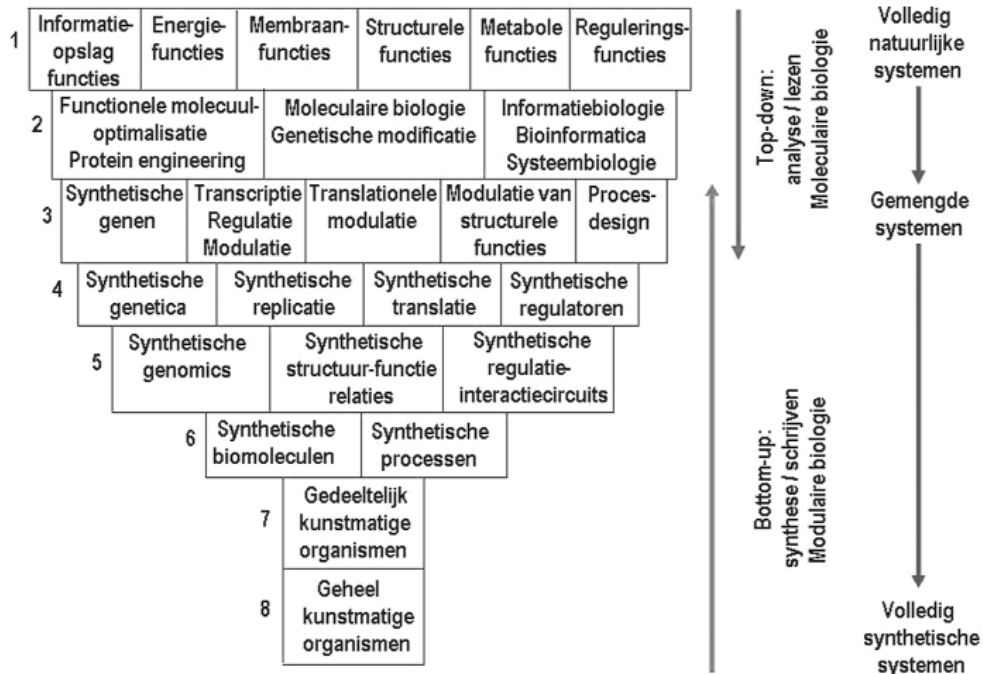 1
Informatie-
opslag
functies
Energie-
functies
Membraan-
functies
Structurele
functies
Metabole
functies
Regulerings-
functies
2
Functionele molecuul-
optimalisatie
Protein engineering
Moleculaire biologie
Genetische modificatie
Informatiebiologie
Bioinformatica
Systeembiologie
3
Synthetische
genen
Transcriptie
Regulatie
Modulatie
Translationele
modulatie
Modulatie van
structurele
functies
Proces-
design
4
Synthetische
genetica
Synthetische
replicatie
Synthetische
translatie
Synthetische
regulatoren
5
Synthetische
genomics
Synthetische
structuur-functie
relaties
Synthetische
regulatie-
interactiecircuits
6
Synthetische
biomoleculen
Synthetische
processen
7
Gedeeltelijk
kunstmatige
organismen
8
Geheel
kunstmatige
organismen
Top-down:
analyse / lezen
Moleculaire biologie
Bottom-up:
synthese / schrijven
Modulaire biologie
Volledig
natuurlijke
systemen
Gemengde
systemen
Volledig
synthetische
systemen